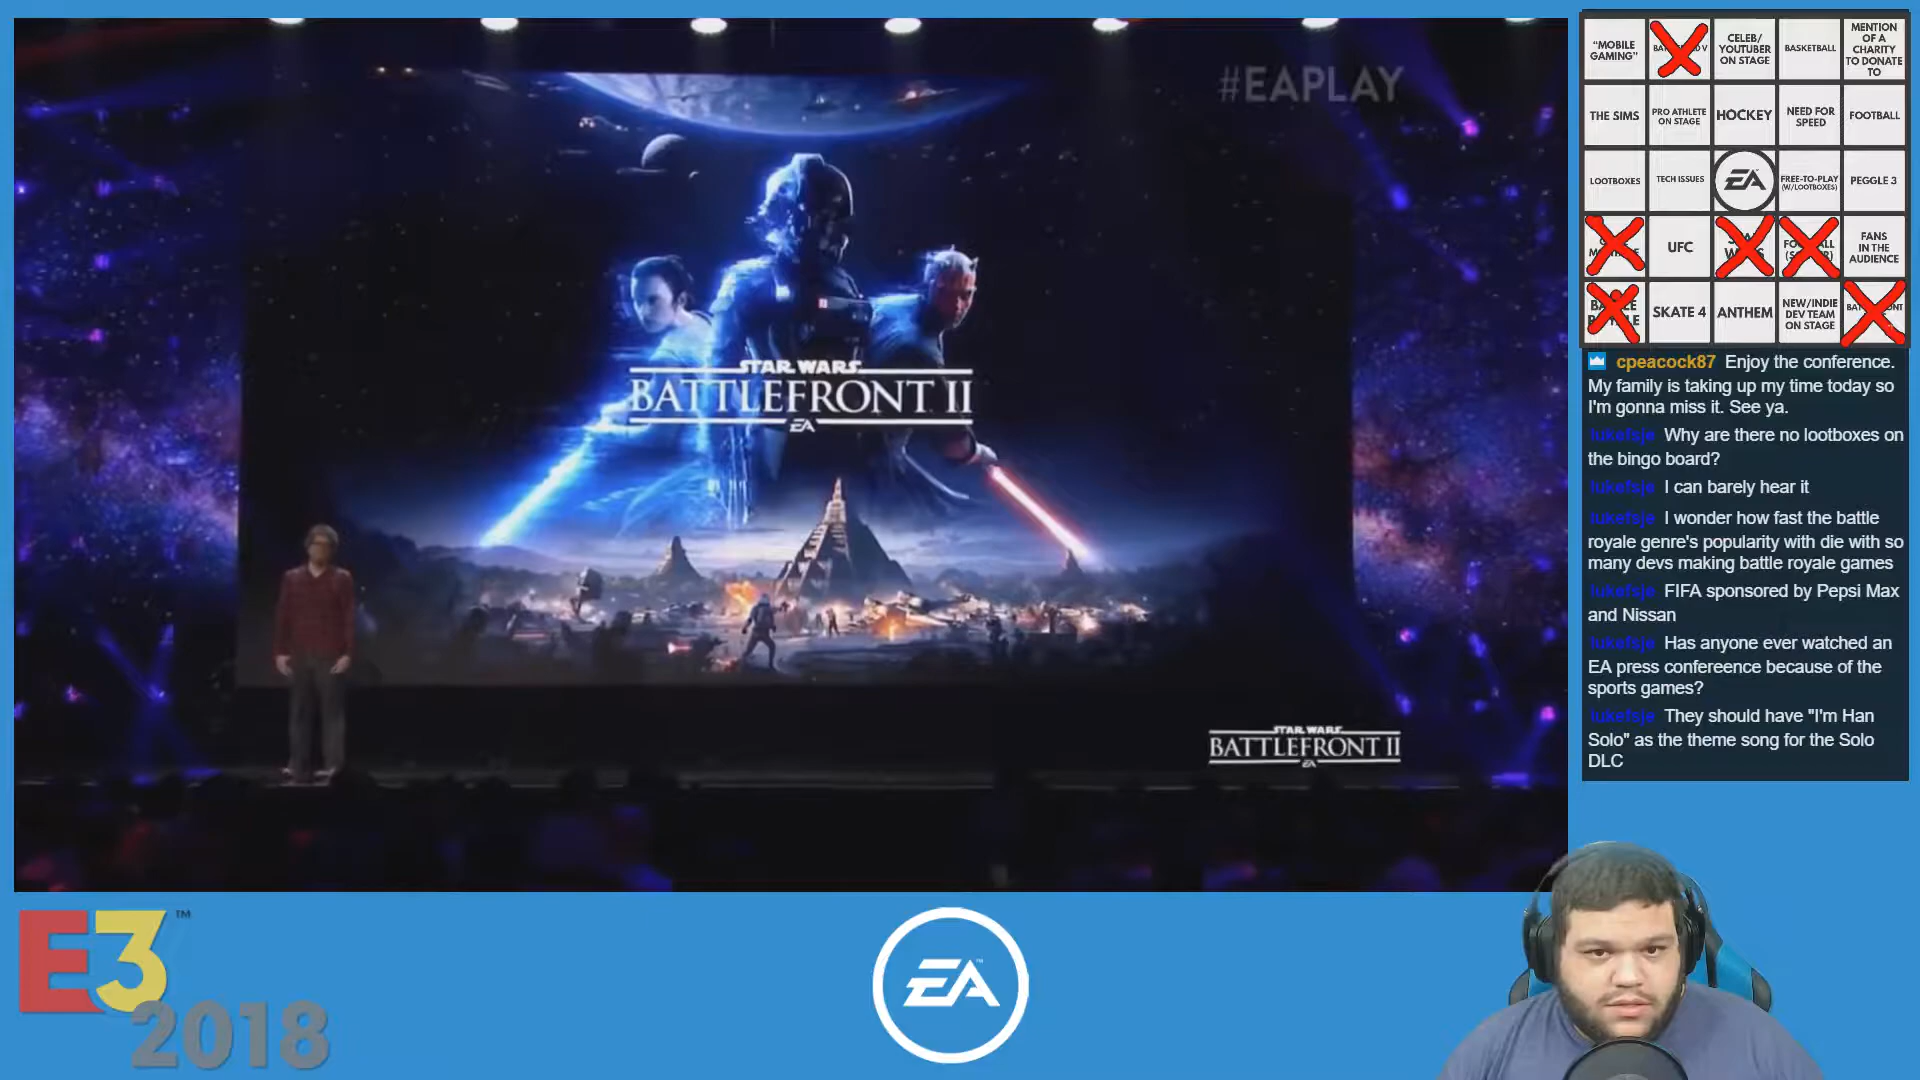 #EAPLAY
STAR WARS
BATTLEFRONT II
EA
STAR WARS
BATTLEFRONT II
EA
"MOBILE
GAMING"
CELEB/
YOUTUBER
ON STAGE
BASKETBALL
MENTION
OF A
CHARITY
TO DONATE
TO
THE SIMS
PRO ATHLETE
ON STAGE
HOCKEY
NEED FOR
SPEED
FOOTBALL
LOOTBOXES
TECH ISSUES
EA
FREE-TO-PLAY
(W/LOOTBOXES)
PEGGLE 3
UFC
FANS
IN THE
AUDIENCE
SKATE 4
ANTHEM
NEW/INDIE
DEV TEAM
ON STAGE
cpeacock87 Enjoy the conference.
My family is taking up my time today so
I'm gonna miss it. See ya.
lukefsje Why are there no lootboxes on
the bingo board?
lukefsje I can barely hear it
lukefsje I wonder how fast the battle
royale genre's popularity with die with so
many devs making battle royale games
lukefsje FIFA sponsored by Pepsi Max
and Nissan
lukefsje Has anyone ever watched an
EA press confereence because of the
sports games?
lukefsje They should have "I'm Han
Solo" as the theme song for the Solo
DLC
E3™
2018
EA™